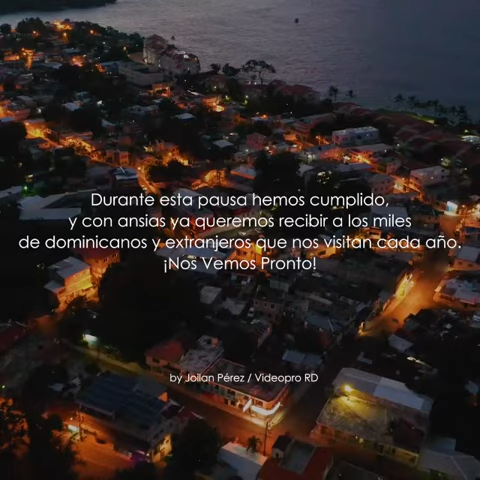 Durante esta pausa hemos cumplido,
y con ansias ya queremos recibir a los miles
de dominicanos y extranjeros que nos visitan cada año.
¡Nos Vemos Pronto!
by Joilan Pérez / Videopro RD